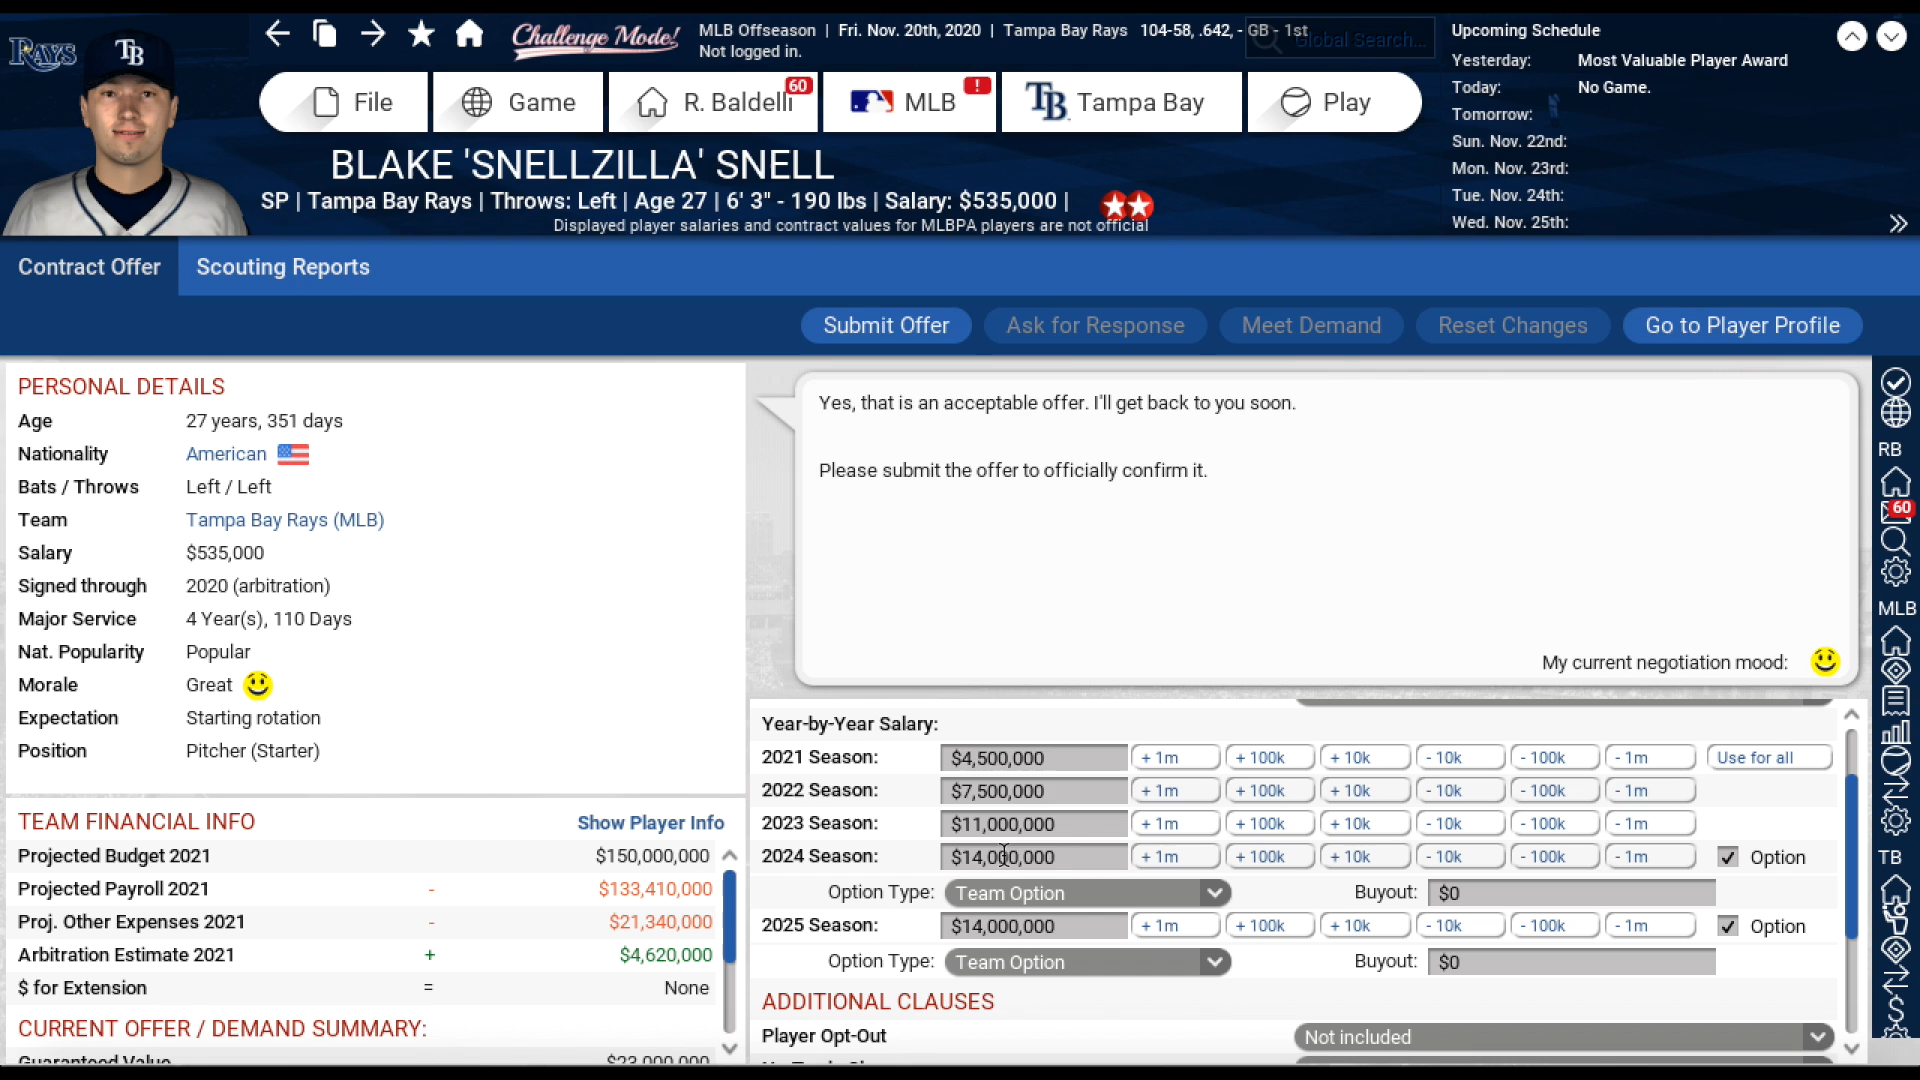 RAYS
TB
Challenge Mode!
MLB Offseason | Fri. Nov. 20th, 2020 | Tampa Bay Rays 104-58, .642, - GB - 1st
Not logged in.
Global Search...
File
Game
R. Baldelli
60
MLB
!
TB
Tampa Bay
Play
Upcoming Schedule
Yesterday: Most Valuable Player Award
Today: No Game.
Tomorrow:
Sun. Nov. 22nd:
Mon. Nov. 23rd:
Tue. Nov. 24th:
Wed. Nov. 25th:
BLAKE 'SNELLZILLA' SNELL
SP | Tampa Bay Rays | Throws: Left | Age 27 | 6' 3" - 190 lbs | Salary: $535,000 |
Displayed player salaries and contract values for MLBPA players are not official
Contract Offer
Scouting Reports
Submit Offer
Ask for Response
Meet Demand
Reset Changes
Go to Player Profile
PERSONAL DETAILS
Age 27 years, 351 days
Nationality American
Bats / Throws Left / Left
Team Tampa Bay Rays (MLB)
Salary $535,000
Signed through 2020 (arbitration)
Major Service 4 Year(s), 110 Days
Nat. Popularity Popular
Morale Great
Expectation Starting rotation
Position Pitcher (Starter)
TEAM FINANCIAL INFO Show Player Info
Projected Budget 2021 $150,000,000
Projected Payroll 2021 - $133,410,000
Proj. Other Expenses 2021 - $21,340,000
Arbitration Estimate 2021 + $4,620,000
$ for Extension = None
CURRENT OFFER / DEMAND SUMMARY:
Guaranteed Value $23,000,000
Yes, that is an acceptable offer. I'll get back to you soon.
Please submit the offer to officially confirm it.
My current negotiation mood:
Year-by-Year Salary:
2021 Season: $4,500,000 + 1m + 100k + 10k - 10k - 100k - 1m Use for all
2022 Season: $7,500,000 + 1m + 100k + 10k - 10k - 100k - 1m
2023 Season: $11,000,000 + 1m + 100k + 10k - 10k - 100k - 1m
2024 Season: $14,000,000 + 1m + 100k + 10k - 10k - 100k - 1m Option
Option Type: Team Option Buyout: $0
2025 Season: $14,000,000 + 1m + 100k + 10k - 10k - 100k - 1m Option
Option Type: Team Option Buyout: $0
ADDITIONAL CLAUSES
Player Opt-Out Not included
RB
60
MLB
TB